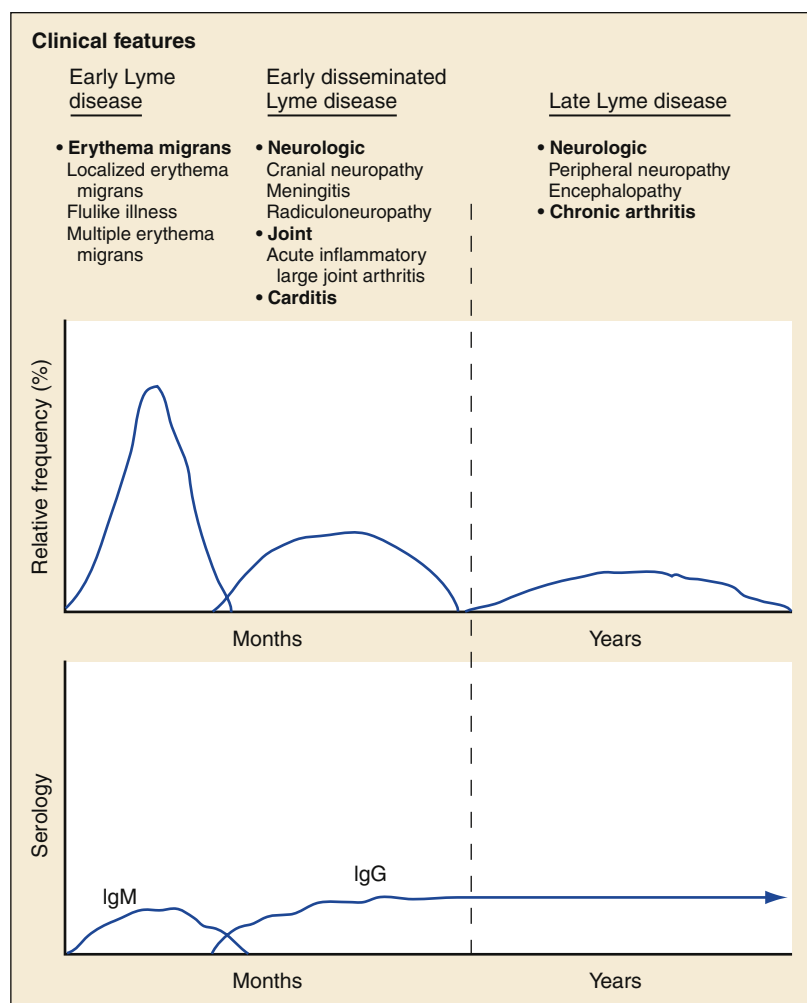 Clinical features
Early Lyme
disease
• Erythema migrans
Localized erythema
migrans
Flulike illness
Multiple erythema
migrans
Early disseminated
Lyme disease
• Neurologic
Cranial neuropathy
Meningitis
Radiculoneuropathy
• Joint
Acute inflammatory
large joint arthritis
• Carditis
Late Lyme disease
• Neurologic
Peripheral neuropathy
Encephalopathy
• Chronic arthritis
Relative frequency (%)
Months
Years
Serology
IgM
IgG
Months
Years